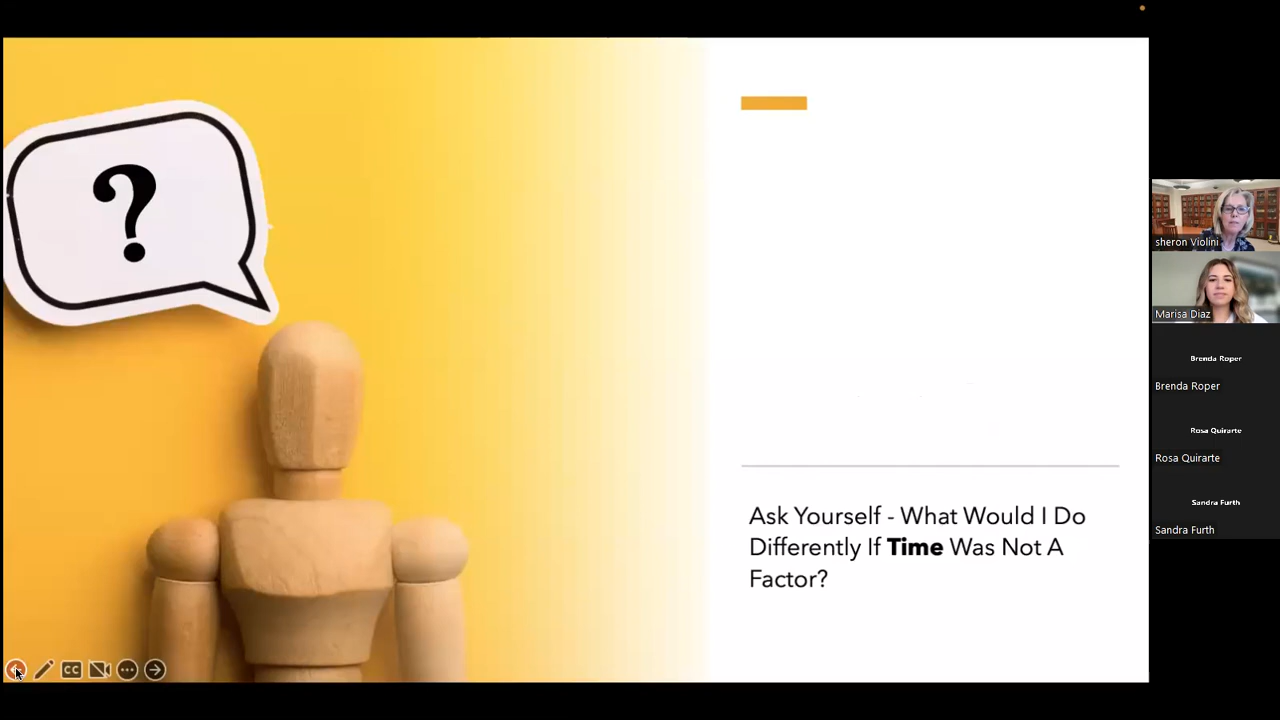 ?
Ask Yourself - What Would I Do
Differently If Time Was Not A
Factor?
CC
sheron Violini
Marisa Diaz
Brenda Roper
Brenda Roper
Rosa Quirarte
Rosa Quirarte
Sandra Furth
Sandra Furth